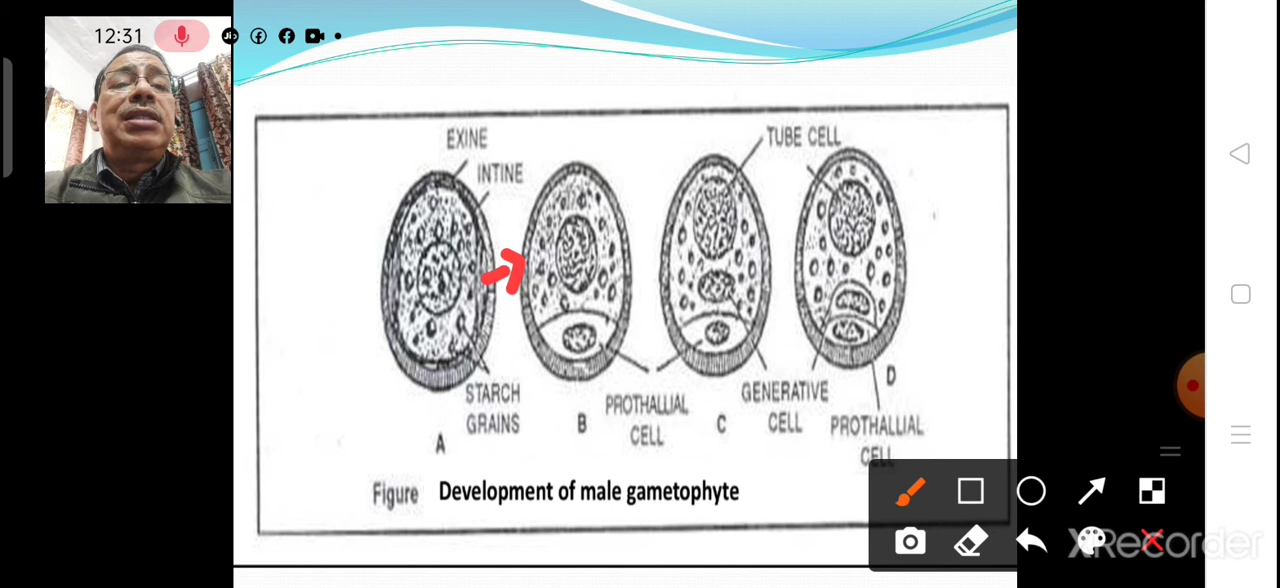 12:31
EXINE
INTINE
TUBE CELL
STARCH
GRAINS
PROTHALLIAL
CELL
GENERATIVE
CELL
PROTHALLIAL
CELL
A
B
C
D
Figure Development of male gametophyte
XRecorder